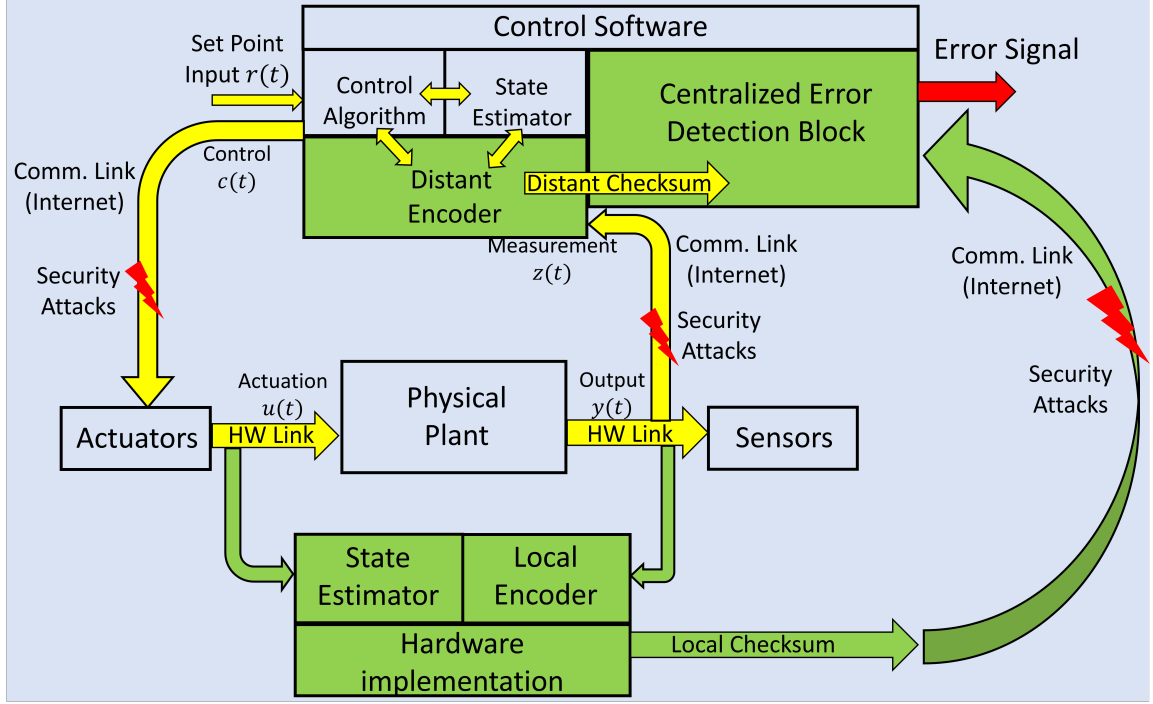 Control Software
Set Point
Input r(t)
Control
Algorithm
State
Estimator
Centralized Error
Detection Block
Error Signal
Control
c(t)
Comm. Link
(Internet)
Distant
Encoder
Distant Checksum
Measurement
z(t)
Comm. Link
(Internet)
Comm. Link
(Internet)
Security
Attacks
Security
Attacks
Security
Attacks
Actuators
Actuation
u(t)
HW Link
Physical
Plant
Output
y(t)
HW Link
Sensors
State
Estimator
Local
Encoder
Hardware
implementation
Local Checksum